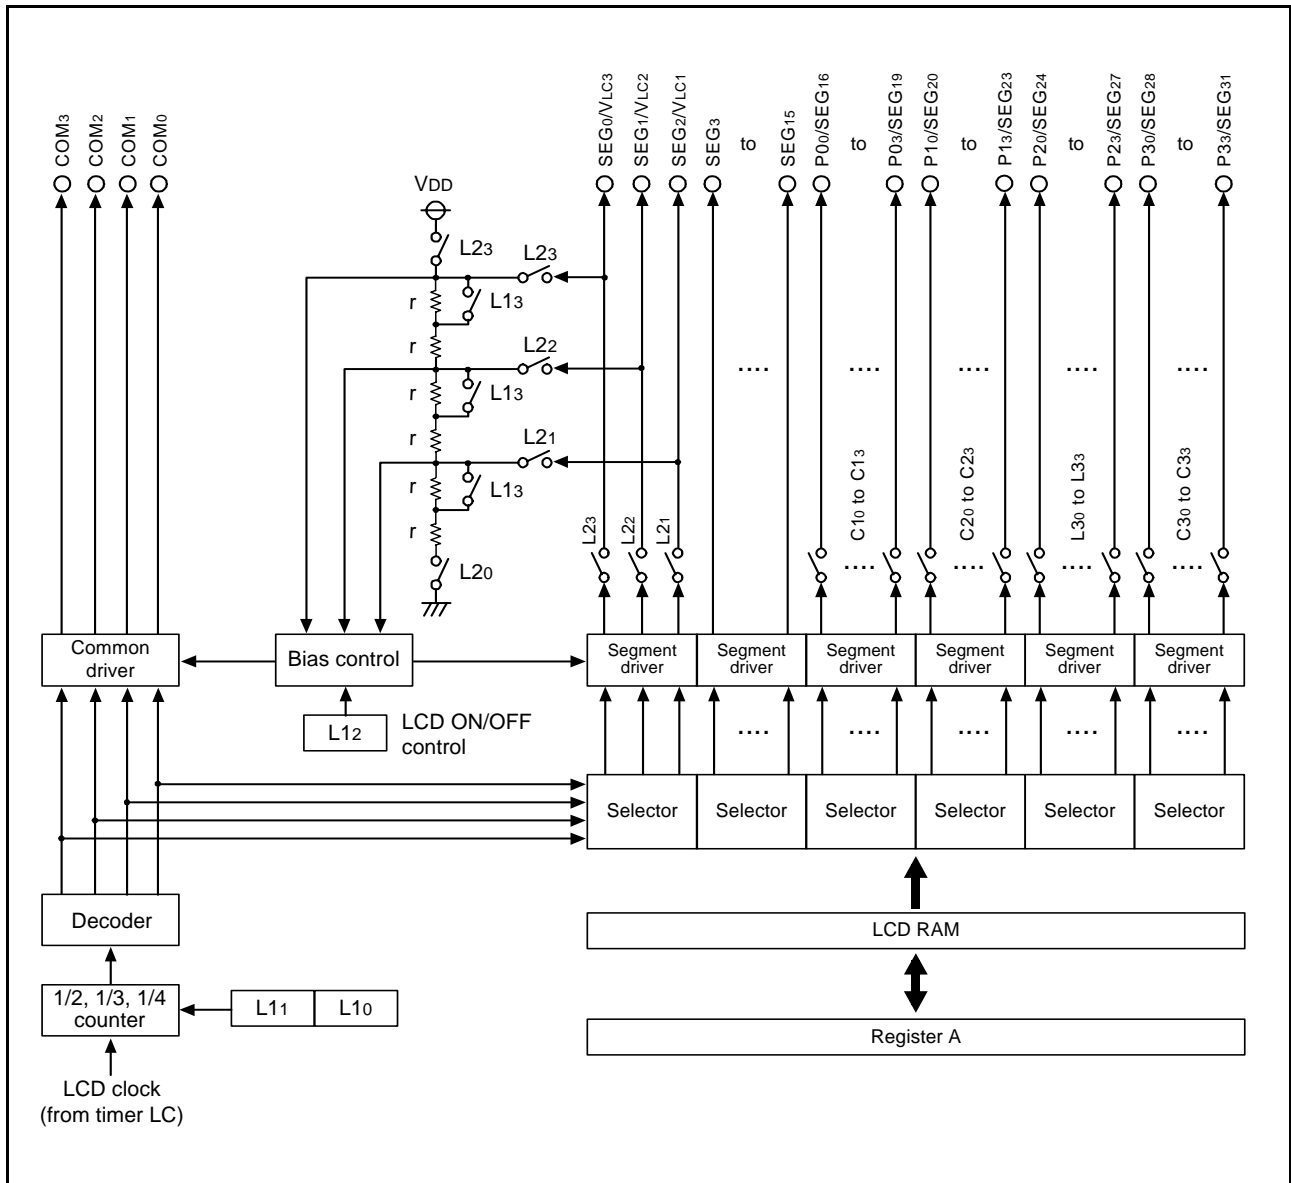 COM3
COM2
COM1
COM0
SEG0/VLC3
SEG1/VLC2
SEG2/VLC1
SEG3
to
SEG15
P00/SEG16
to
P03/SEG19
P10/SEG20
to
P13/SEG23
P20/SEG24
to
P23/SEG27
P30/SEG28
to
P33/SEG31
VDD
L23
L23
r
L13
r
L22
r
L13
r
L21
r
L13
r
L20
L23
L22
L21
C10 to C13
C20 to C23
L30 to L33
C30 to C33
.... .... .... .... ....
.... .... .... .... ....
Common
driver
Bias control
Segment
driver
Segment
driver
Segment
driver
Segment
driver
Segment
driver
Segment
driver
L12
LCD ON/OFF
control
.... .... .... .... ....
Selector
Selector
Selector
Selector
Selector
Selector
Decoder
LCD RAM
1/2, 1/3, 1/4
counter
L11
L10
Register A
LCD clock
(from timer LC)